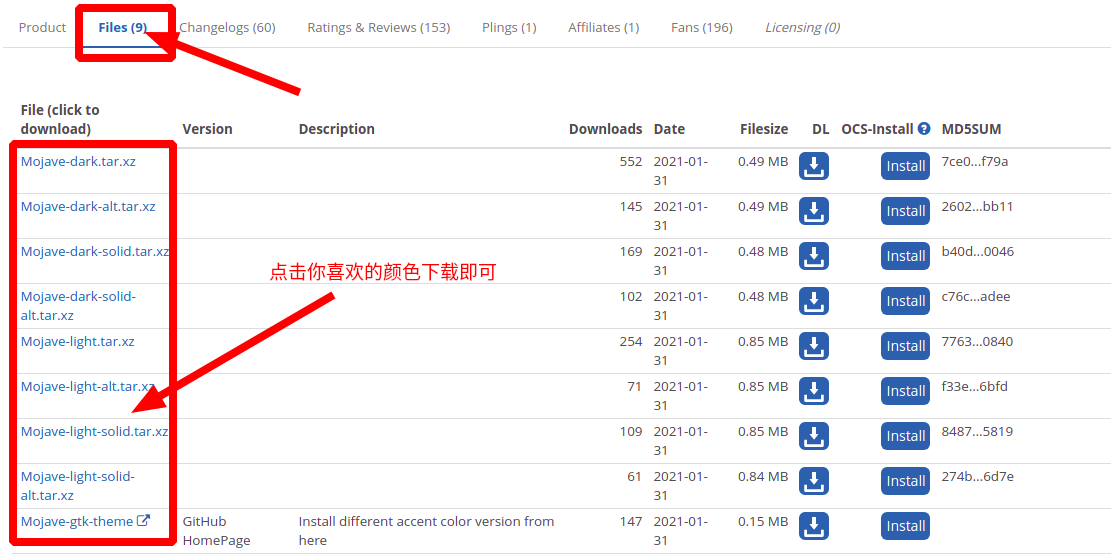 Product Files (9) Changelogs (60) Ratings & Reviews (153) Plings (1) Affiliates (1) Fans (196) Licensing (0)
File (click to
download) Version Description Downloads Date Filesize DL OCS-Install ? MD5SUM
Mojave-dark.tar.xz 552 2021-01-
31 0.49 MB Install 7ce0...f79a
Mojave-dark-alt.tar.xz 145 2021-01-
31 0.49 MB Install 2602...bb11
Mojave-dark-solid.tar.xz 169 2021-01-
31 0.48 MB Install b40d...0046
点击你喜欢的颜色下载即可
Mojave-dark-solid-
alt.tar.xz 102 2021-01-
31 0.48 MB Install c76c...adee
Mojave-light.tar.xz 254 2021-01-
31 0.85 MB Install 7763...0840
Mojave-light-alt.tar.xz 71 2021-01-
31 0.85 MB Install f33e...6bfd
Mojave-light-solid.tar.xz 109 2021-01-
31 0.85 MB Install 8487...5819
Mojave-light-solid-
alt.tar.xz 61 2021-01-
31 0.84 MB Install 274b...6d7e
Mojave-gtk-theme GitHub
HomePage Install different accent color version from
here 147 2021-01-
31 0.15 MB Install